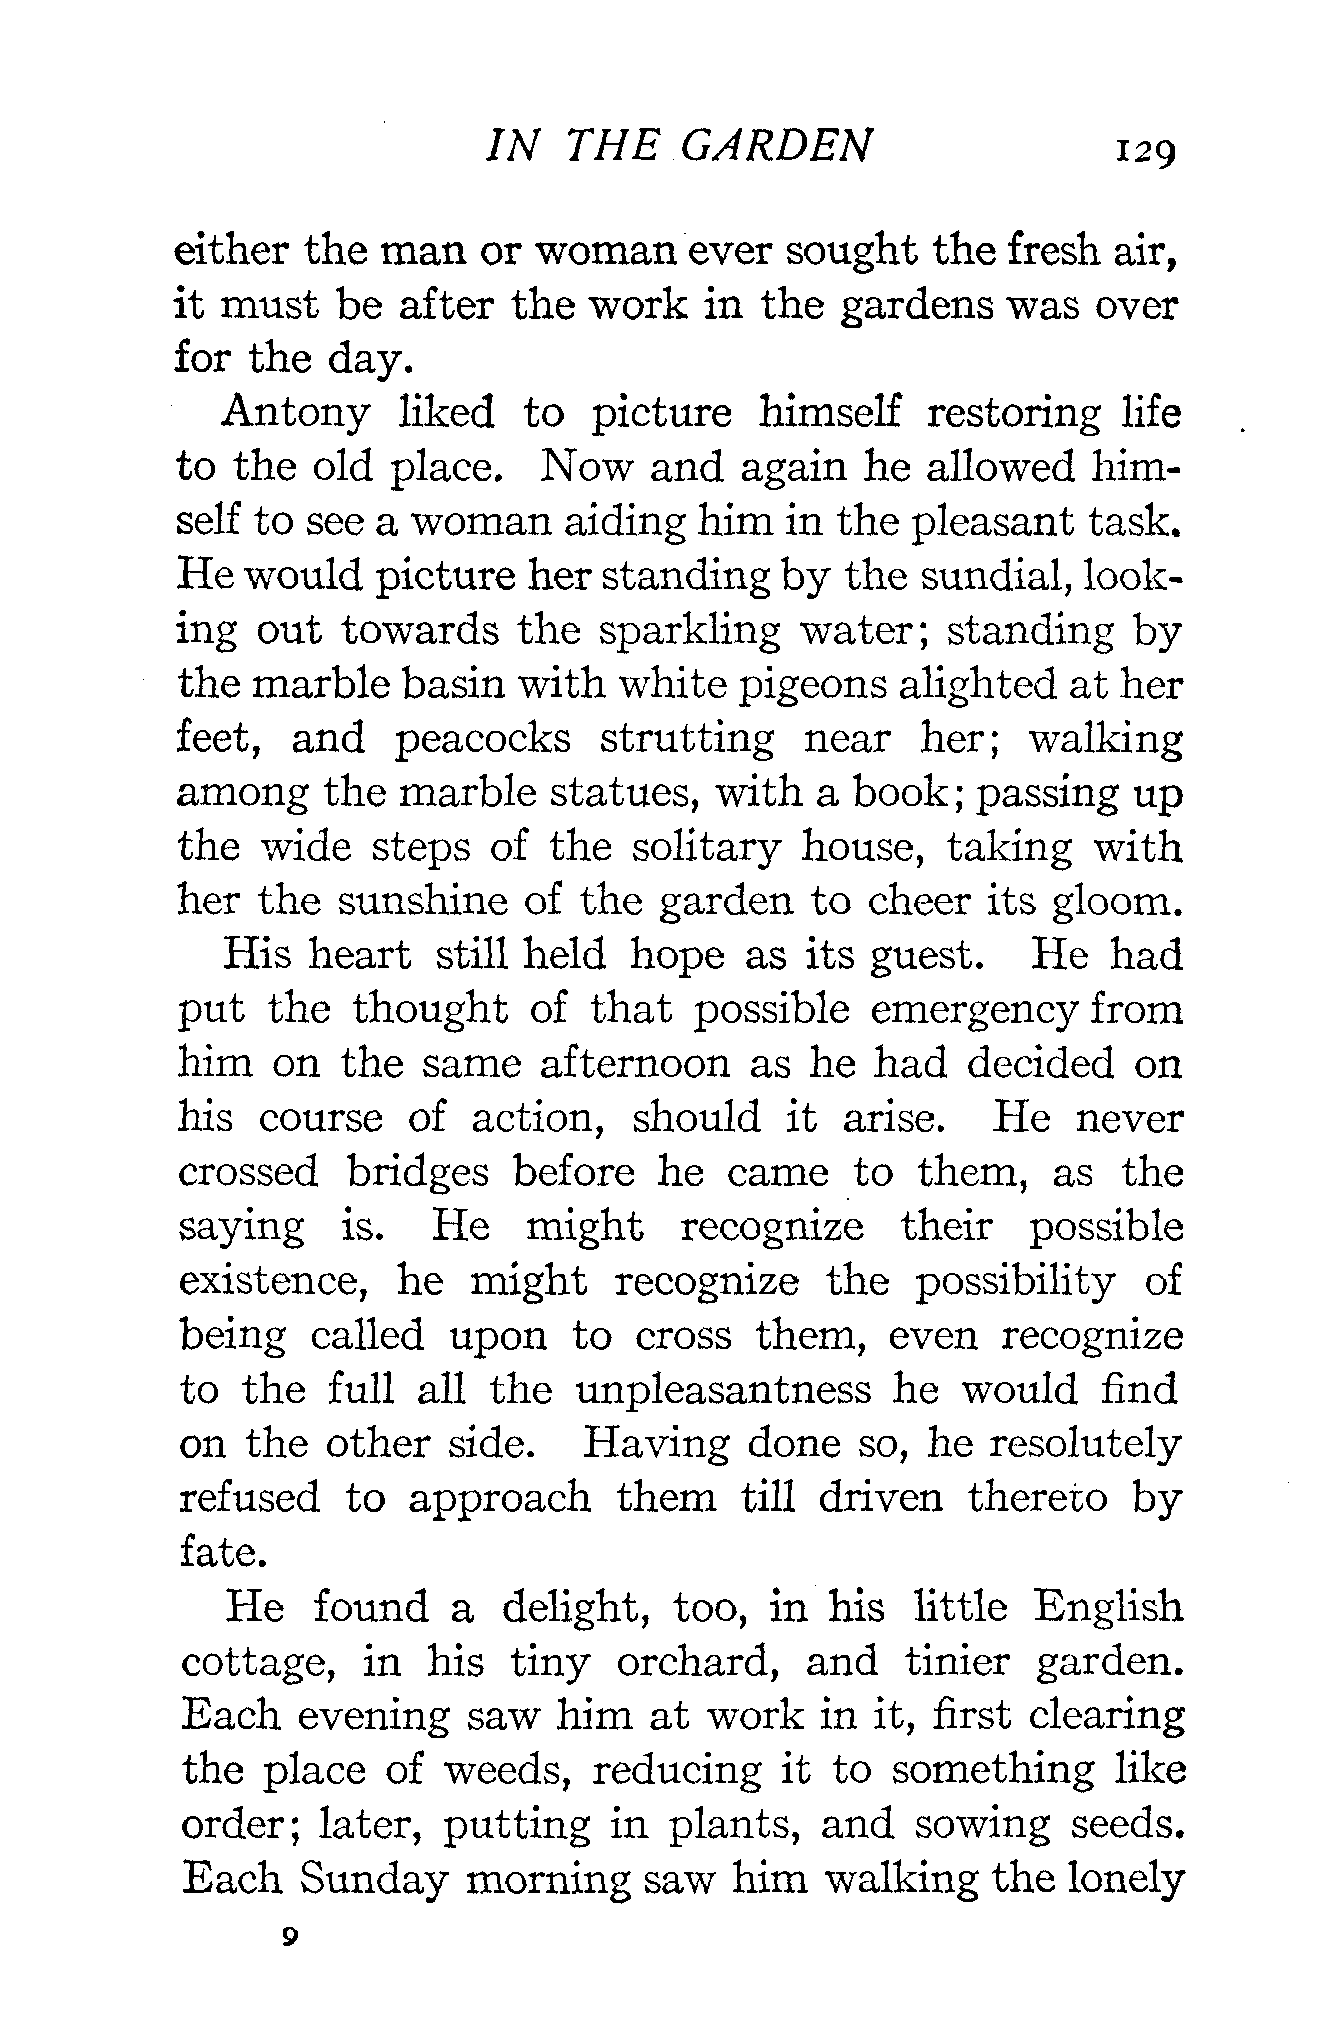 IN THE GARDEN 129
either the man or woman ever sought the fresh air,
it must be after the work in the gardens was over
for the day.
Antony liked to picture himself restoring life
to the old place. Now and again he allowed him-
self to see a woman aiding him in the pleasant task.
He would picture her standing by the sundial, look-
ing out towards the sparkling water; standing by
the marble basin with white pigeons alighted at her
feet, and peacocks strutting near her; walking
among the marble statues, with a book; passing up
the wide steps of the solitary house, taking with
her the sunshine of the garden to cheer its gloom.
His heart still held hope as its guest. He had
put the thought of that possible emergency from
him on the same afternoon as he had decided on
his course of action, should it arise. He never
crossed bridges before he came to them, as the
saying is. He might recognize their possible
existence, he might recognize the possibility of
being called upon to cross them, even recognize
to the full all the unpleasantness he would find
on the other side. Having done so, he resolutely
refused to approach them till driven thereto by
fate.
He found a delight, too, in his little English
cottage, in his tiny orchard, and tinier garden.
Each evening saw him at work in it, first clearing
the place of weeds, reducing it to something like
order; later, putting in plants, and sowing seeds.
Each Sunday morning saw him walking the lonely
9